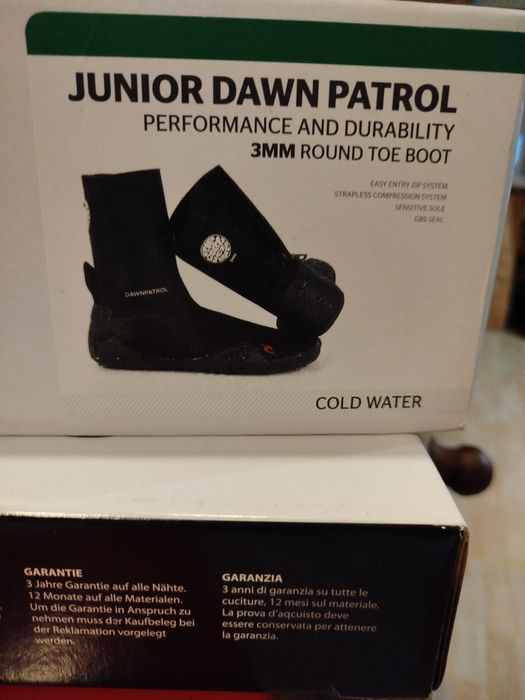 JUNIOR DAWN PATROL
PERFORMANCE AND DURABILITY
3MM ROUND TOE BOOT
EASY ENTRY ZIP SYSTEM
STRAPLESS COMPRESSION SYSTEM
SENSITIVE SOLE
GBS SEAL
DAWNPATROL
COLD WATER
GARANTIE
3 Jahre Garantie auf alle Nähte.
12 Monate auf alle Materialen.
Um die Garantie in Anspruch zu
nehmen muss der Kaufbeleg bei
der Reklamation vorgelegt
werden.
GARANZIA
3 anni di garanzia su tutte le
cuciture, 12 mesi sul materiale.
La prova d'aqcuisto deve
essere conservata per attenere
la garanzia.